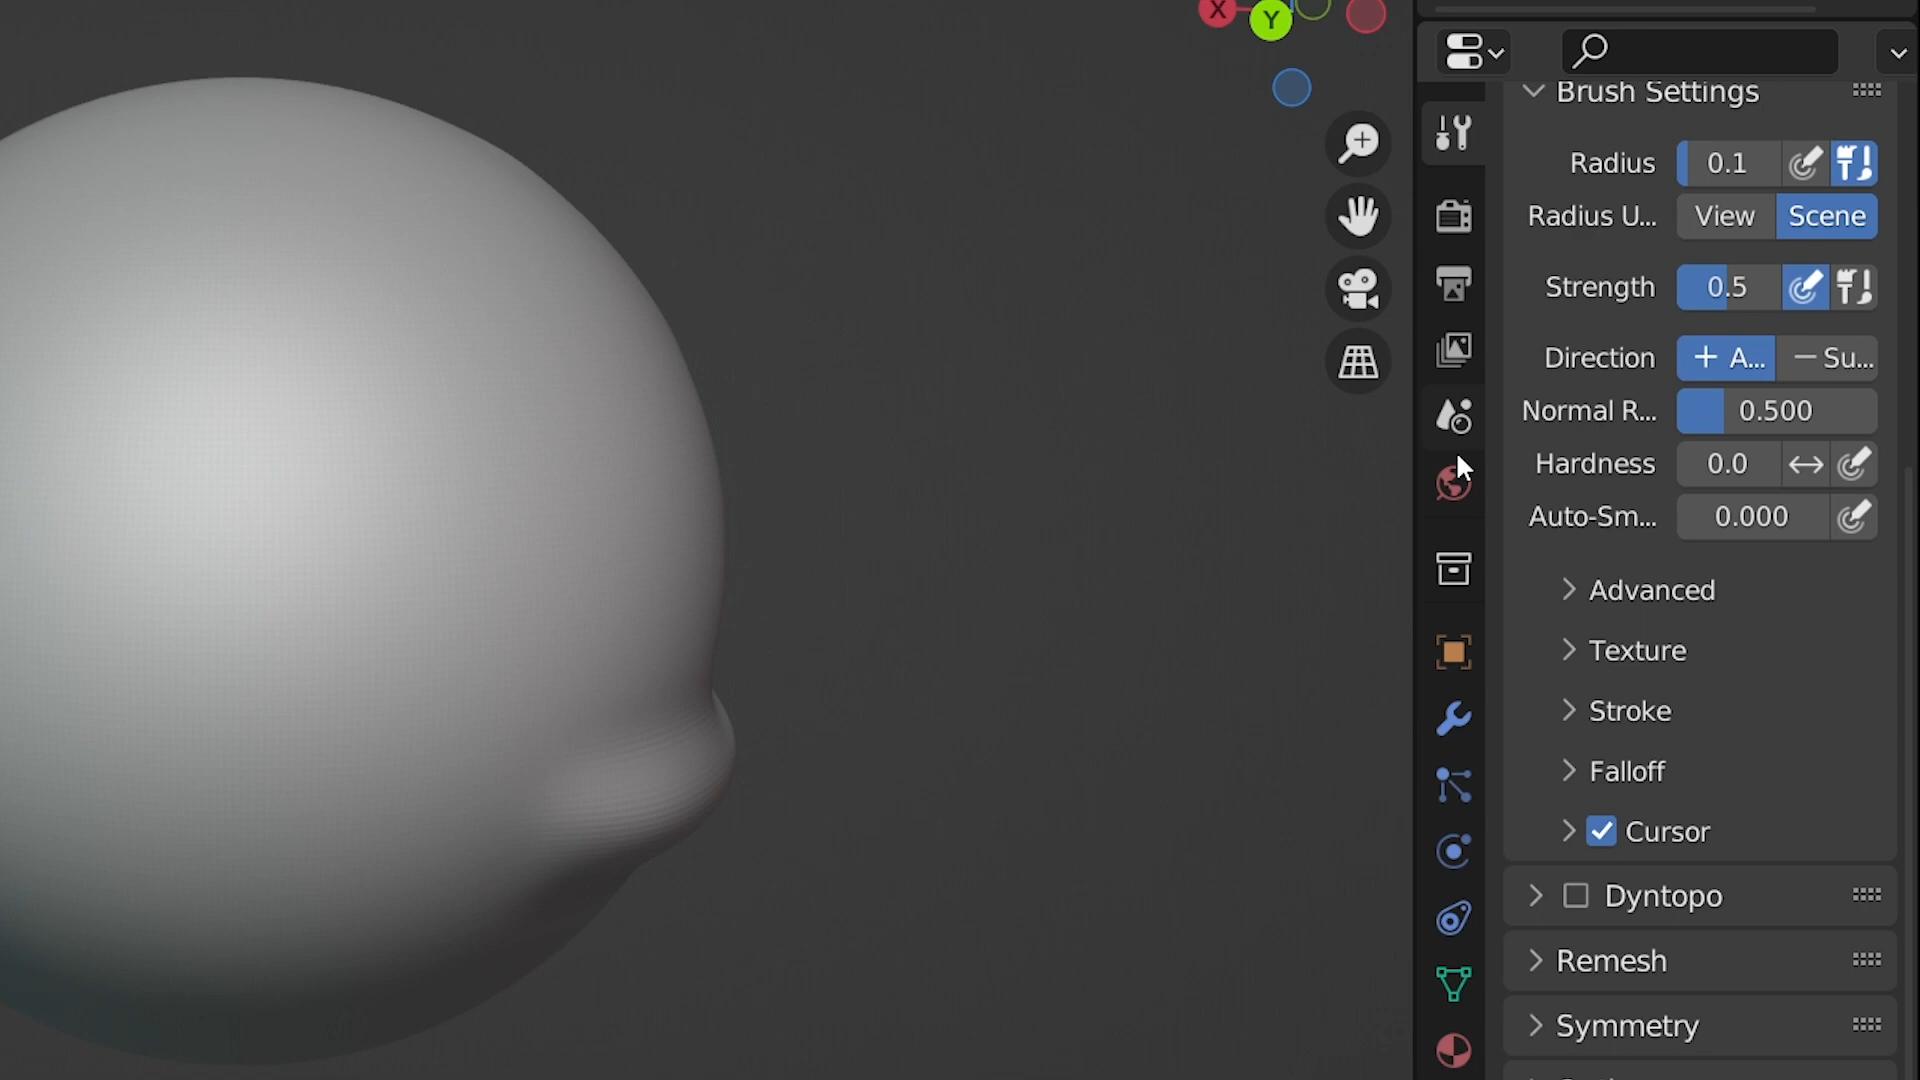 X
Y
Brush Settings
Radius 0.1
Radius U... View Scene
Strength 0.5
Direction + A... − Su...
Normal R... 0.500
Hardness 0.0
Auto-Sm... 0.000
Advanced
Texture
Stroke
Falloff
Cursor
Dyntopo
Remesh
Symmetry